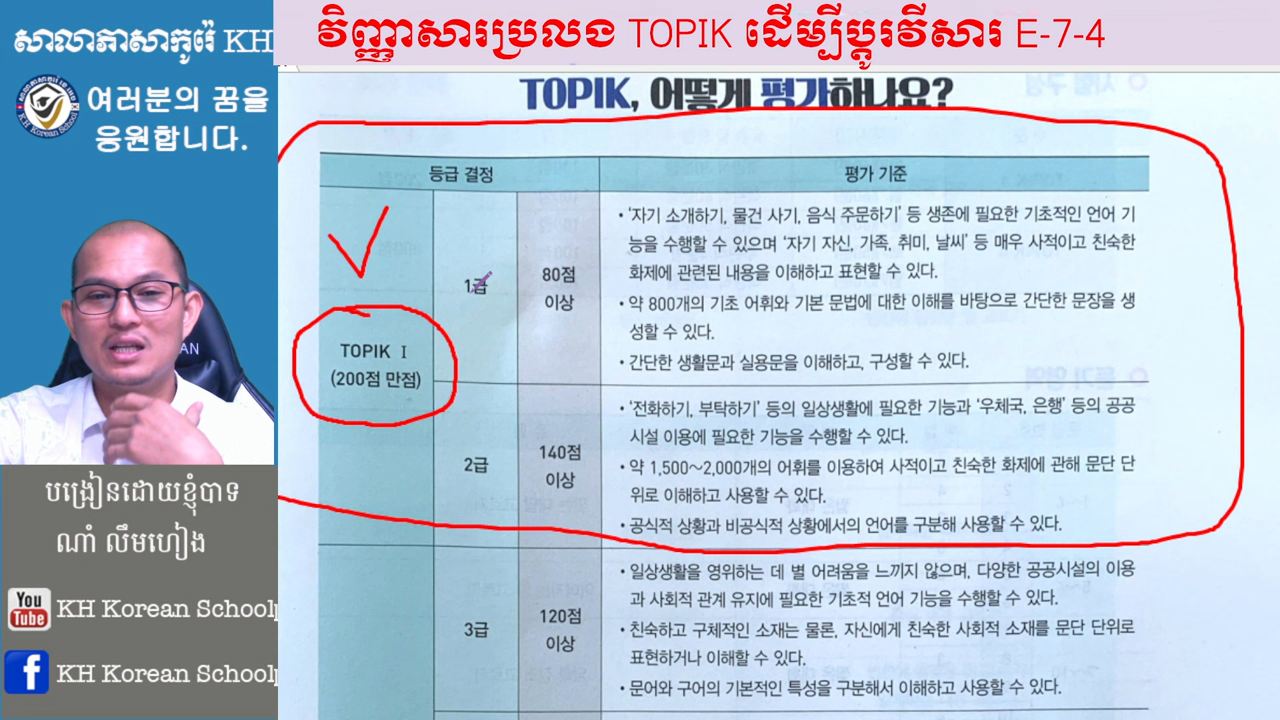 សាលាភាសាកូរ៉េ KH
វិញ្ញាសារប្រលង TOPIK ដើម្បីប្ដូរវីសារ E-7-4
여러분의 꿈을
응원합니다.
KH Korean School
TOPIK, 어떻게 평가하나요?
등급 결정
평가 기준
TOPIK Ⅰ
(200점 만점)
1급
80점
이상
• ‘자기 소개하기, 물건 사기, 음식 주문하기’ 등 생존에 필요한 기초적인 언어 기
능을 수행할 수 있으며 ‘자기 자신, 가족, 취미, 날씨’ 등 매우 사적이고 친숙한
화제에 관련된 내용을 이해하고 표현할 수 있다.
• 약 800개의 기초 어휘와 기본 문법에 대한 이해를 바탕으로 간단한 문장을 생
성할 수 있다.
• 간단한 생활문과 실용문을 이해하고, 구성할 수 있다.
2급
140점
이상
• ‘전화하기, 부탁하기’ 등의 일상생활에 필요한 기능과 ‘우체국, 은행’ 등의 공공
시설 이용에 필요한 기능을 수행할 수 있다.
• 약 1,500～2,000개의 어휘를 이용하여 사적이고 친숙한 화제에 관해 문단 단
위로 이해하고 사용할 수 있다.
• 공식적 상황과 비공식적 상황에서의 언어를 구분해 사용할 수 있다.
3급
120점
이상
• 일상생활을 영위하는 데 별 어려움을 느끼지 않으며, 다양한 공공시설의 이용
과 사회적 관계 유지에 필요한 기초적 언어 기능을 수행할 수 있다.
• 친숙하고 구체적인 소재는 물론, 자신에게 친숙한 사회적 소재를 문단 단위로
표현하거나 이해할 수 있다.
• 문어와 구어의 기본적인 특성을 구분해서 이해하고 사용할 수 있다.
បង្រៀនដោយខ្ញុំបាទ
ណាំ លឹមហៀង
You
Tube
KH Korean School
KH Korean School